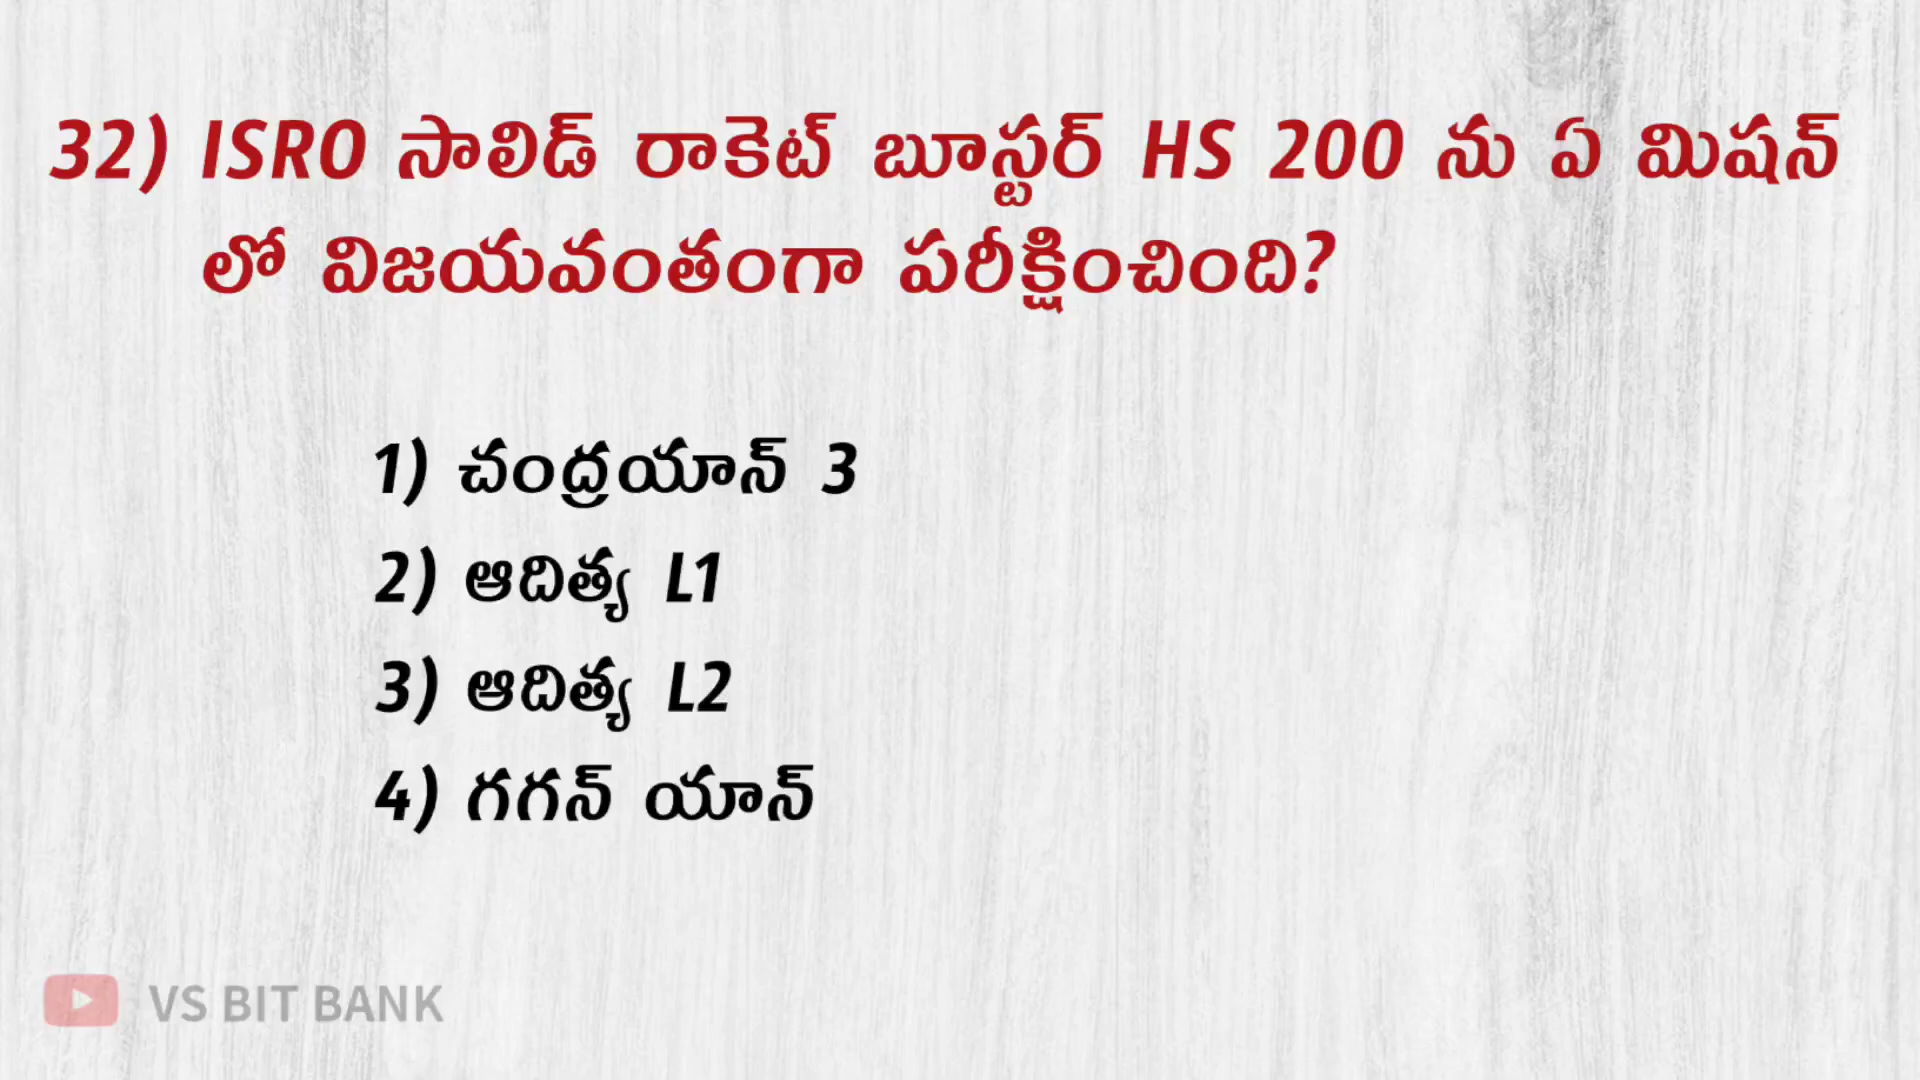 32) ISRO సాలిడ్ రాకెట్ బూస్టర్ HS 200 ను ఏ మిషన్
లో విజయవంతంగా పరీక్షించింది?
1) చంద్రయాన్ 3
2) ఆదిత్య L1
3) ఆదిత్య L2
4) గగన్ యాన్
VS BIT BANK